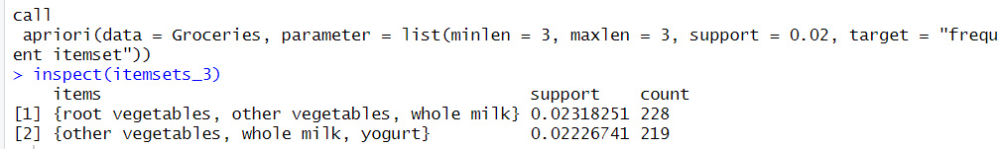 call
 apriori(data = Groceries, parameter = list(minlen = 3, maxlen = 3, support = 0.02, target = "frequ
ent itemset"))
> inspect(itemsets_3)
    items                                      support    count
[1] {root vegetables, other vegetables, whole milk} 0.02318251 228
[2] {other vegetables, whole milk, yogurt}          0.02226741 219